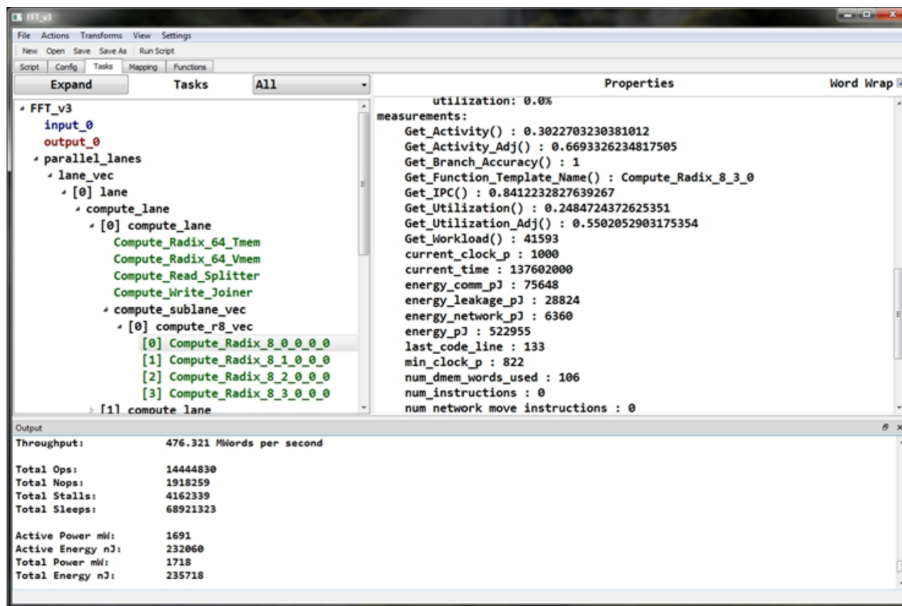 FFT_v3
File Actions Transforms View Settings
New Open Save Save As Run Script
Script Config Tasks Mapping Functions
Expand Tasks All Properties Word Wrap
FFT_v3
input_0
output_0
parallel_lanes
lane_vec
[0] lane
compute_lane
[0] compute_lane
Compute_Radix_64_Tmem
Compute_Radix_64_Vmem
Compute_Read_Splitter
Compute_Write_Joiner
compute_sublane_vec
[0] compute_r8_vec
[0] Compute_Radix_8_0_0_0_0
[1] Compute_Radix_8_1_0_0_0
[2] Compute_Radix_8_2_0_0_0
[3] Compute_Radix_8_3_0_0_0
[1] compute_lane
utilization: 0.0%
measurements:
Get_Activity() : 0.3022703230381012
Get_Activity_Adj() : 0.6693326234817505
Get_Branch_Accuracy() : 1
Get_Function_Template_Name() : Compute_Radix_8_3_0
Get_IPC() : 0.8412232827639267
Get_Utilization() : 0.2484724372625351
Get_Utilization_Adj() : 0.5502052903175354
Get_Workload() : 41593
current_clock_p : 1000
current_time : 137602000
energy_comm_pJ : 75648
energy_leakage_pJ : 28824
energy_network_pJ : 6360
energy_pJ : 522955
last_code_line : 133
min_clock_p : 822
num_dmem_words_used : 106
num_instructions : 0
num_network_move_instructions : 0
Output
Throughput: 476.321 MWords per second
Total Ops: 14444830
Total Nops: 1918259
Total Stalls: 4162339
Total Sleeps: 68921323
Active Power mW: 1691
Active Energy nJ: 232060
Total Power mW: 1718
Total Energy nJ: 235718